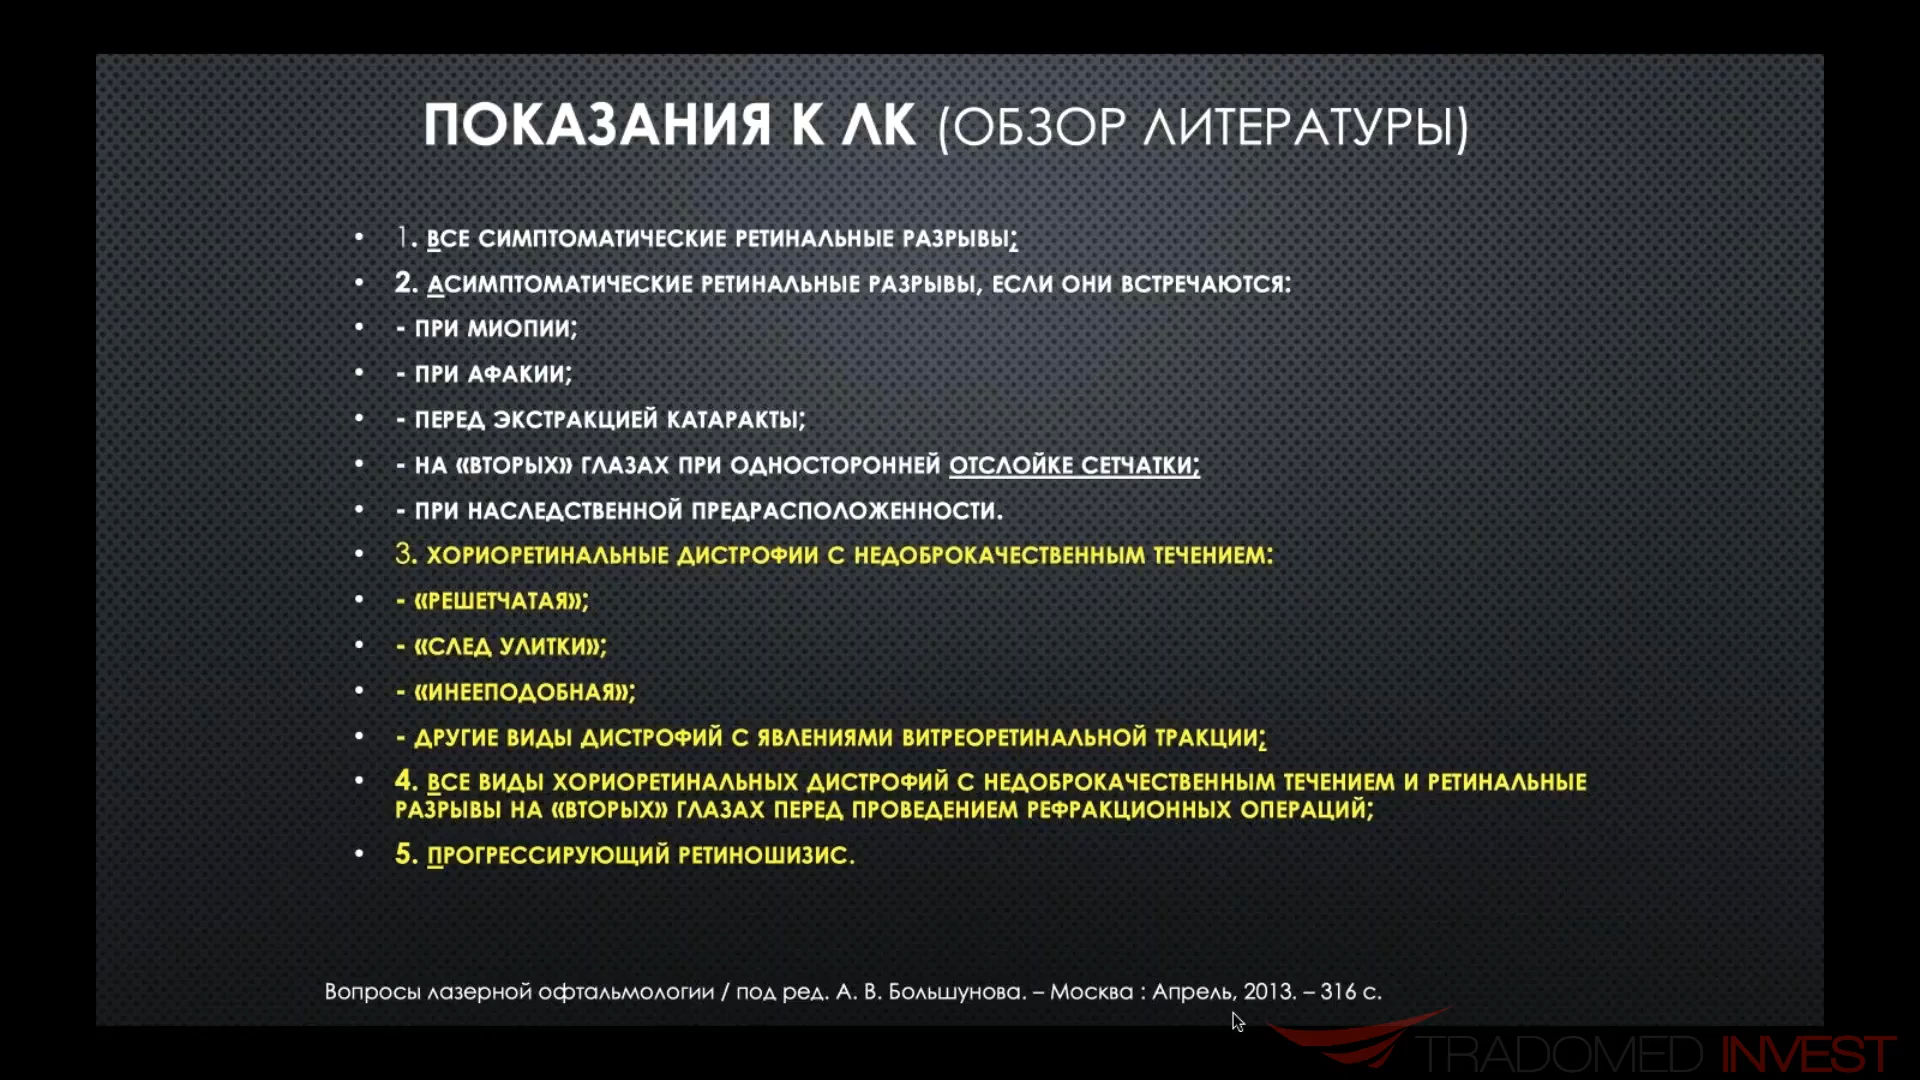 ПОКАЗАНИЯ К ЛК (ОБЗОР ЛИТЕРАТУРЫ)
• 1. ВСЕ СИМПТОМАТИЧЕСКИЕ РЕТИНАЛЬНЫЕ РАЗРЫВЫ;
• 2. АСИМПТОМАТИЧЕСКИЕ РЕТИНАЛЬНЫЕ РАЗРЫВЫ, ЕСЛИ ОНИ ВСТРЕЧАЮТСЯ:
• - ПРИ МИОПИИ;
• - ПРИ АФАКИИ;
• - ПЕРЕД ЭКСТРАКЦИЕЙ КАТАРАКТЫ;
• - НА «ВТОРЫХ» ГЛАЗАХ ПРИ ОДНОСТОРОННЕЙ ОТСЛОЙКЕ СЕТЧАТКИ;
• - ПРИ НАСЛЕДСТВЕННОЙ ПРЕДРАСПОЛОЖЕННОСТИ.
• 3. ХОРИОРЕТИНАЛЬНЫЕ ДИСТРОФИИ С НЕДОБРОКАЧЕСТВЕННЫМ ТЕЧЕНИЕМ:
• - «РЕШЕТЧАТАЯ»;
• - «СЛЕД УЛИТКИ»;
• - «ИНЕЕПОДОБНАЯ»;
• - ДРУГИЕ ВИДЫ ДИСТРОФИЙ С ЯВЛЕНИЯМИ ВИТРЕОРЕТИНАЛЬНОЙ ТРАКЦИИ;
• 4. ВСЕ ВИДЫ ХОРИОРЕТИНАЛЬНЫХ ДИСТРОФИЙ С НЕДОБРОКАЧЕСТВЕННЫМ ТЕЧЕНИЕМ И РЕТИНАЛЬНЫЕ
РАЗРЫВЫ НА «ВТОРЫХ» ГЛАЗАХ ПЕРЕД ПРОВЕДЕНИЕМ РЕФРАКЦИОННЫХ ОПЕРАЦИЙ;
• 5. ПРОГРЕССИРУЮЩИЙ РЕТИНОШИЗИС.
Вопросы лазерной офтальмологии / под ред. А. В. Большунова. – Москва : Апрель, 2013. – 316 с.
TRADOMED INVEST